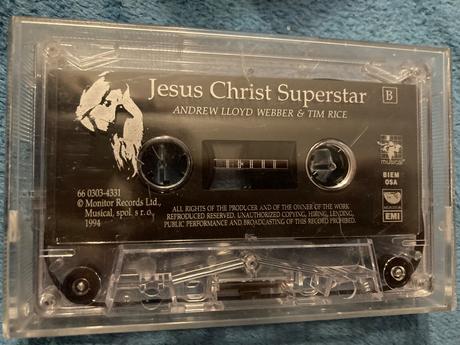 Jesus Christ Superstar
B
ANDREW LLOYD WEBBER & TIM RICE
musical
66 0303-4331
© Monitor Records Ltd.,
Musical, spol. s r.o.,
1994
BIEM
OSA
MONITOR
EMI
ALL RIGHTS OF THE PRODUCER AND OF THE OWNER OF THE WORK
REPRODUCED RESERVED. UNAUTHORIZED COPYING, HIRING, LENDING,
PUBLIC PERFORMANCE AND BROADCASTING OF THIS RECORD PROHIBITED.